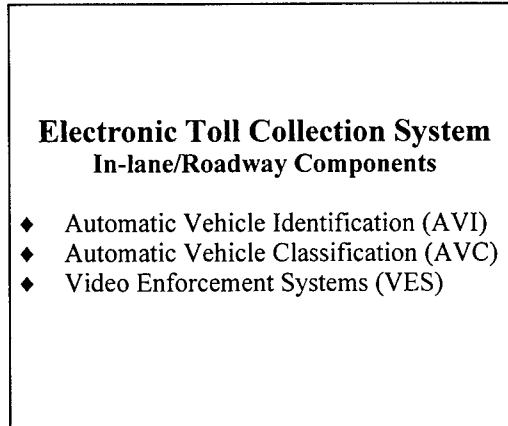 Electronic Toll Collection System
In-lane/Roadway Components
♦ Automatic Vehicle Identification (AVI)
♦ Automatic Vehicle Classification (AVC)
♦ Video Enforcement Systems (VES)